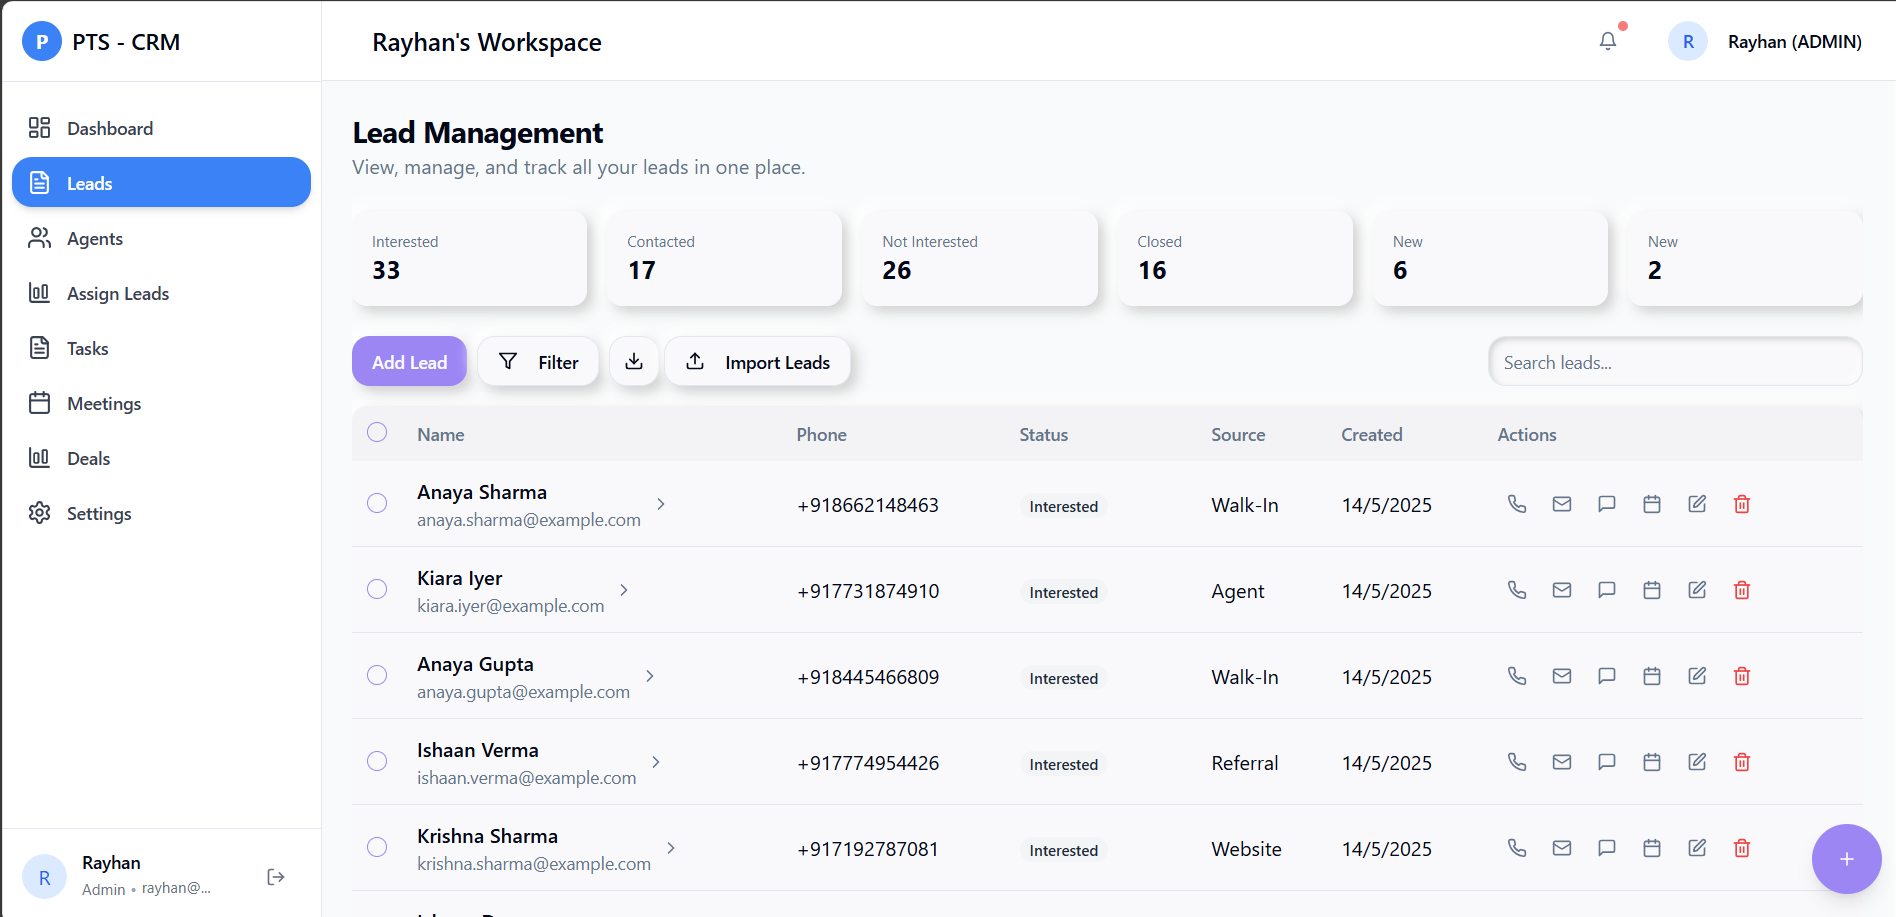 P PTS - CRM
Rayhan's Workspace
R Rayhan (ADMIN)
Dashboard
Leads
Agents
Assign Leads
Tasks
Meetings
Deals
Settings
R Rayhan
Admin • rayhan@...
Lead Management
View, manage, and track all your leads in one place.
Interested
33
Contacted
17
Not Interested
26
Closed
16
New
6
New
2
Add Lead Filter Import Leads Search leads...
Name Phone Status Source Created Actions
Anaya Sharma
anaya.sharma@example.com
+918662148463 Interested Walk-In 14/5/2025
Kiara Iyer
kiara.iyer@example.com
+917731874910 Interested Agent 14/5/2025
Anaya Gupta
anaya.gupta@example.com
+918445466809 Interested Walk-In 14/5/2025
Ishaan Verma
ishaan.verma@example.com
+917774954426 Interested Referral 14/5/2025
Krishna Sharma
krishna.sharma@example.com
+917192787081 Interested Website 14/5/2025